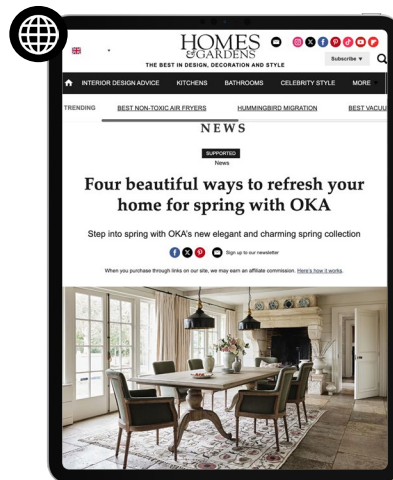 HOMES
&GARDENS
THE BEST IN DESIGN, DECORATION AND STYLE
Subscribe ▼
INTERIOR DESIGN ADVICE
KITCHENS
BATHROOMS
CELEBRITY STYLE
MORE
TRENDING
BEST NON-TOXIC AIR FRYERS
HUMMINGBIRD MIGRATION
BEST VACUU
NEWS
SUPPORTED
News
Four beautiful ways to refresh your
home for spring with OKA
Step into spring with OKA's new elegant and charming spring collection
Sign up to our newsletter
When you purchase through links on our site, we may earn an affiliate commission. Here's how it works.